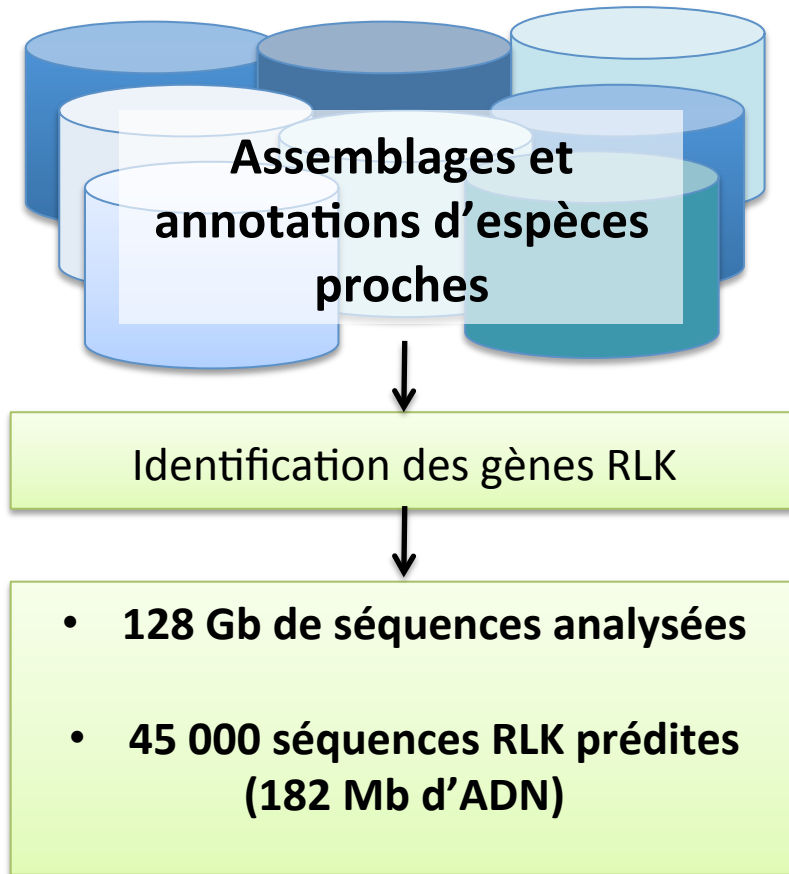 Assemblages et
annotations d’espèces
proches
Identification des gènes RLK
• 128 Gb de séquences analysées
• 45 000 séquences RLK prédites
(182 Mb d’ADN)